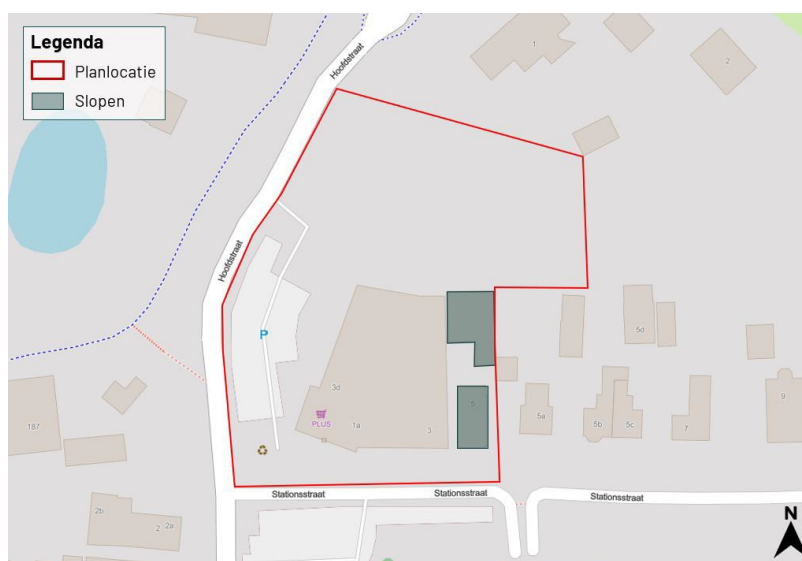 Legenda
Planlocatie
Slopen
Hoofdstraat
1
2
Hoofdstraat
P
5d
3d
PLUS
1a
3
5
5a
5b
5c
7
9
187
Stationsstraat
Stationsstraat
Stationsstraat
2b
2
2a
N